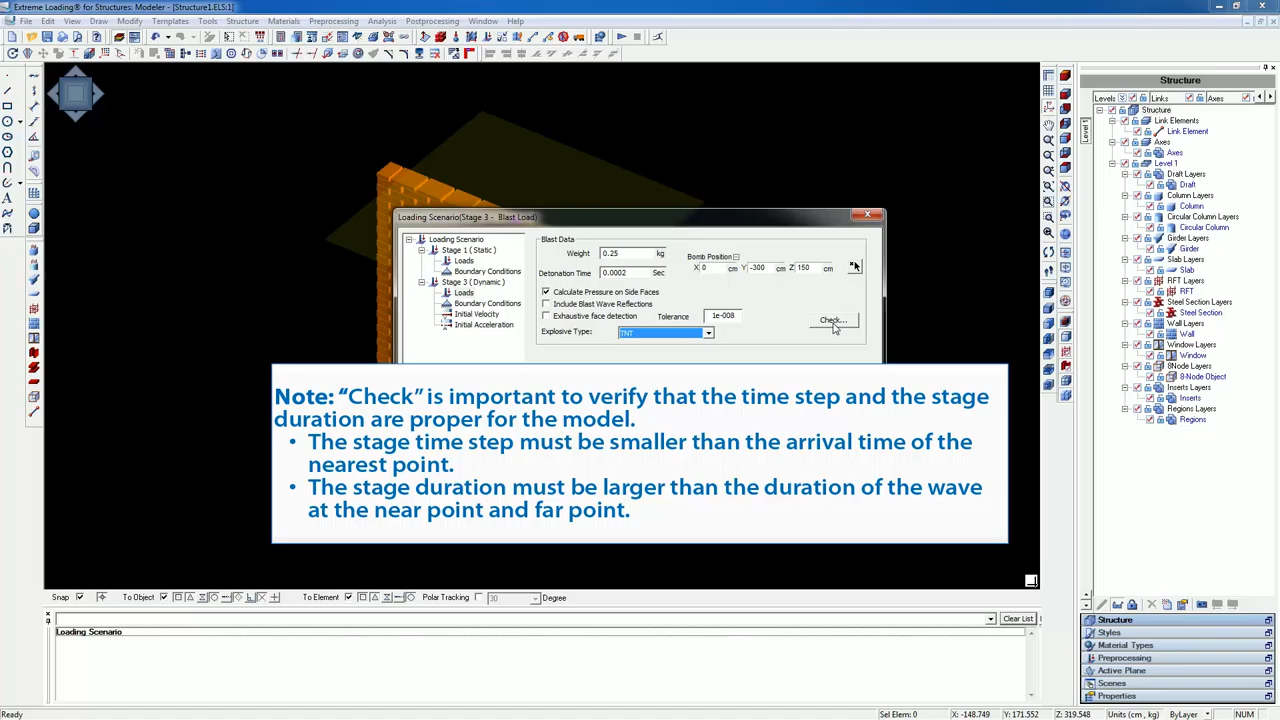 Extreme Loading® for Structures: Modeler - [Structure1.ELS:1]
File Edit View Draw Modify Templates Tools Structure Materials Preprocessing Analysis Postprocessing Window Help
Structure
Levels Links Axes
Level 1
Structure
Link Elements
Link Element
Axes
Axes
Level 1
Draft Layers
Draft
Column Layers
Column
Circular Column Layers
Circular Column
Girder Layers
Girder
Slab Layers
Slab
RFT Layers
RFT
Steel Section Layers
Steel Section
Wall Layers
Wall
Window Layers
Window
8Node Layers
8-Node Object
Inserts Layers
Inserts
Regions Layers
Regions
Loading Scenario(Stage 3 - Blast Load)
Loading Scenario
Stage 1 (Static)
Loads
Boundary Conditions
Stage 3 (Dynamic)
Loads
Boundary Conditions
Initial Velocity
Initial Acceleration
Blast Data
Weight 0.25 kg
Bomb Position
X 0 cm Y -300 cm Z 150 cm
Detonation Time 0.0002 Sec
Calculate Pressure on Side Faces
Include Blast Wave Reflections
Exhaustive face detection Tolerance 1e-008
Check...
Explosive Type: TNT
Note: “Check” is important to verify that the time step and the stage
duration are proper for the model.
• The stage time step must be smaller than the arrival time of the
nearest point.
• The stage duration must be larger than the duration of the wave
at the near point and far point.
Snap To Object To Element Polar Tracking 30 Degree
Clear List
Loading Scenario
Structure
Styles
Material Types
Preprocessing
Active Plane
Scenes
Properties
Ready Sel Elem: 0 X: -148.749 Y: 171.552 Z: 319.548 Units (cm , kg) ByLayer NUM